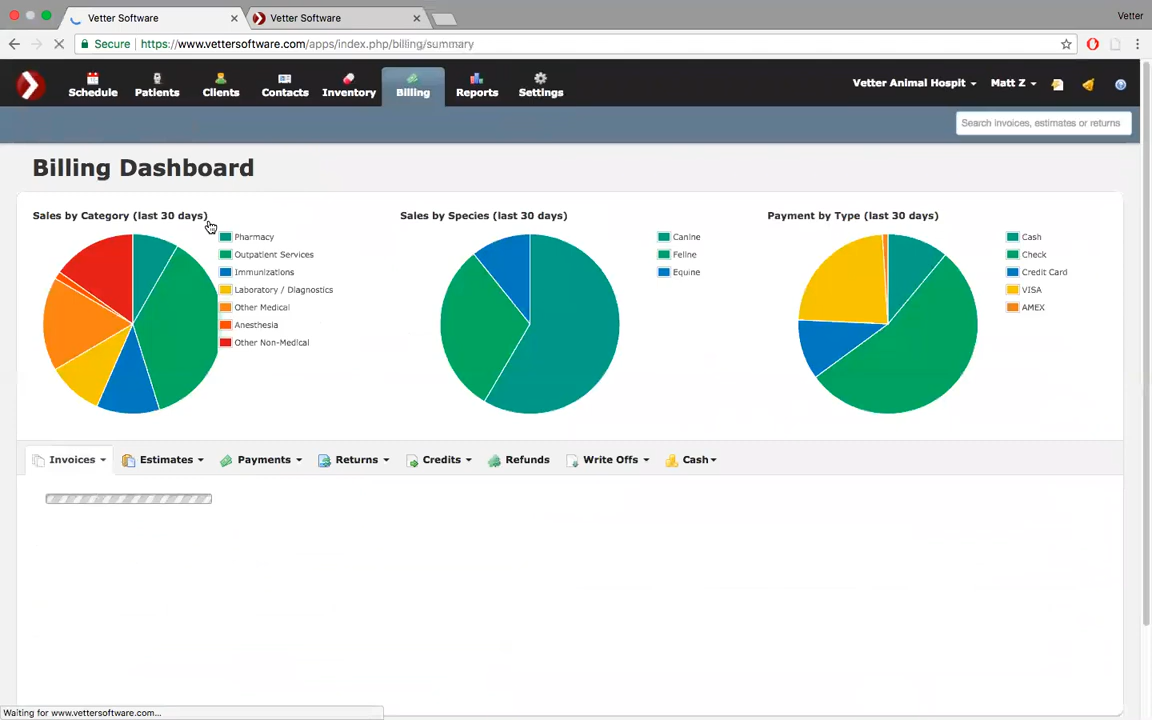 Vetter Software
Vetter Software
Vetter
Secure https://www.vettersoftware.com/apps/index.php/billing/summary
Schedule Patients Clients Contacts Inventory Billing Reports Settings
Vetter Animal Hospit Matt Z
Search invoices, estimates or returns
Billing Dashboard
Sales by Category (last 30 days)
Pharmacy
Outpatient Services
Immunizations
Laboratory / Diagnostics
Other Medical
Anesthesia
Other Non-Medical
Sales by Species (last 30 days)
Canine
Feline
Equine
Payment by Type (last 30 days)
Cash
Check
Credit Card
VISA
AMEX
Invoices Estimates Payments Returns Credits Refunds Write Offs Cash
Waiting for www.vettersoftware.com...